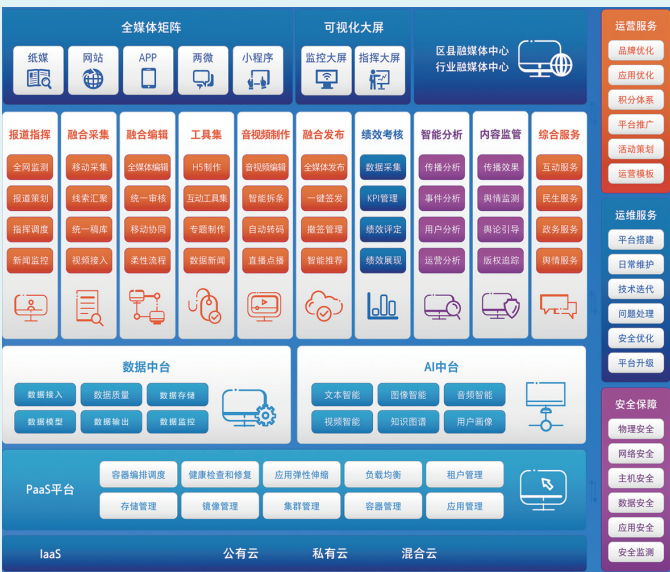 全媒体矩阵
纸媒 网站 APP 两微 小程序
可视化大屏
监控大屏 指挥大屏
区县融媒体中心
行业融媒体中心
报道指挥 融合采集 融合编辑 工具集 音视频制作 融合发布 绩效考核 智能分析 内容监管 综合服务
全网监测 移动采集 全媒体编辑 H5制作 音视频编辑 全媒体发布 数据采集 传播分析 传播效果 互动服务
报道策划 线索汇聚 统一审核 互动工具集 智能拆条 一键签发 KPI管理 事件分析 舆情监测 民生服务
指挥调度 统一稿库 移动协同 专题制作 自动转码 撤签管理 绩效评定 用户分析 舆论引导 政务服务
新闻监控 视频接入 柔性流程 数据新闻 直播点播 智能推荐 绩效展现 运营分析 版权追踪 舆情服务
数据中台
数据接入 数据质量 数据存储
数据模型 数据输出 数据监控
AI中台
文本智能 图像智能 音频智能
视频智能 知识图谱 用户画像
PaaS平台
容器编排调度 健康检查和修复 应用弹性伸缩 负载均衡 租户管理
存储管理 镜像管理 集群管理 容器管理 应用管理
IaaS 公有云 私有云 混合云
运营服务
品牌优化
应用优化
积分体系
平台推广
活动策划
运营模板
运维服务
平台搭建
日常维护
技术迭代
问题处理
安全优化
平台升级
安全保障
物理安全
网络安全
主机安全
数据安全
应用安全
安全监测